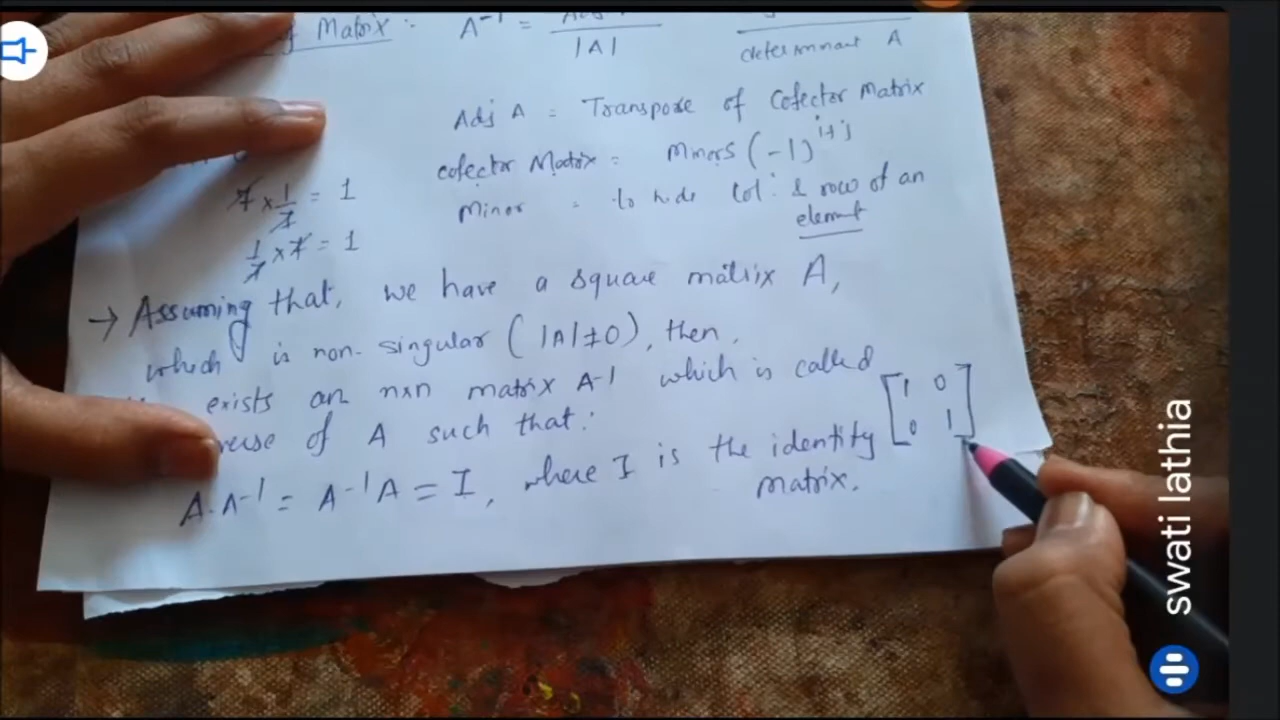 of Matrix :- A⁻¹ = / |A| determinant A
Adj A = Transpose of Cofector Matrix
cofector Matrix = Minors (-1)^i+j
Minor = to hide Col: & row of an
element
7 × 1/7 = 1
1/7 × 7 = 1
→ Assuming that, we have a square matrix A,
which is non-singular ( |A| ≠ 0 ), then,
exists an n×n matrix A-1 which is called
of A such that:
A.A⁻¹ = A⁻¹A = I, where I is the identity
matrix.
[1 0
0 1]
swati lathia